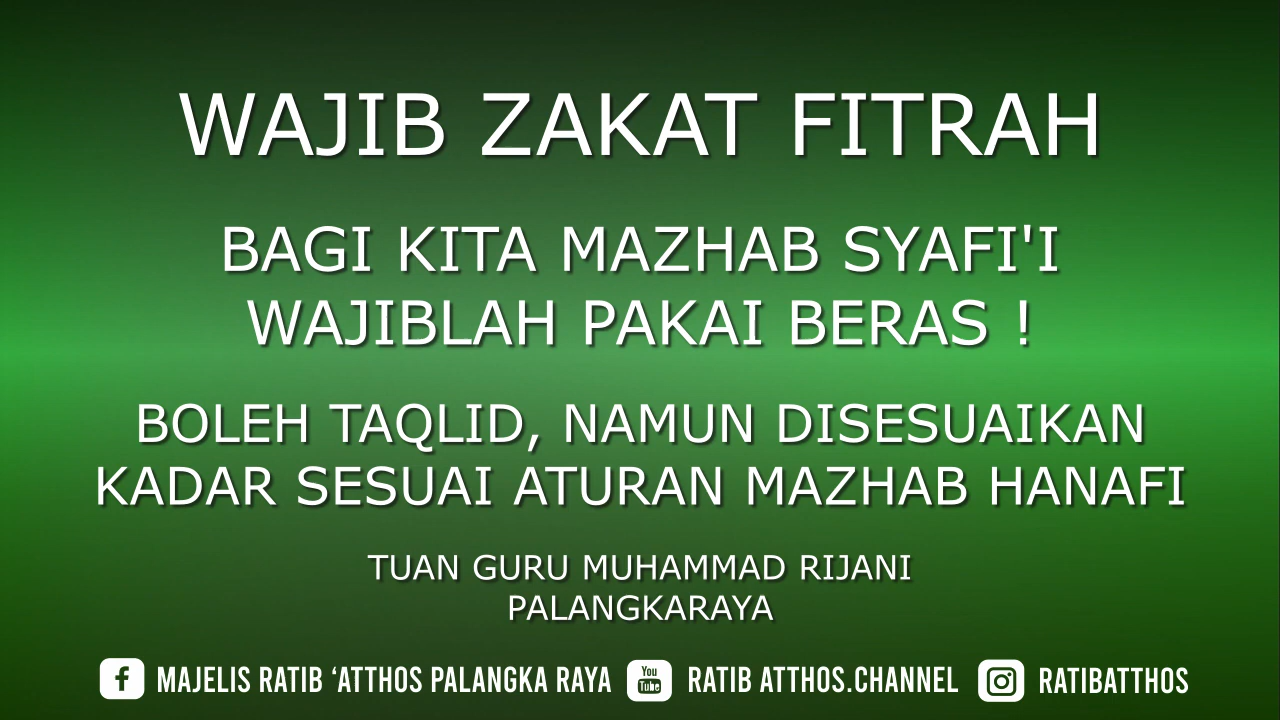 WAJIB ZAKAT FITRAH
BAGI KITA MAZHAB SYAFI'I
WAJIBLAH PAKAI BERAS !
BOLEH TAQLID, NAMUN DISESUAIKAN
KADAR SESUAI ATURAN MAZHAB HANAFI
TUAN GURU MUHAMMAD RIJANI
PALANGKARAYA
MAJELIS RATIB ‘ATTHOS PALANGKA RAYA You Tube RATIB ATTHOS.CHANNEL RATIBATTHOS